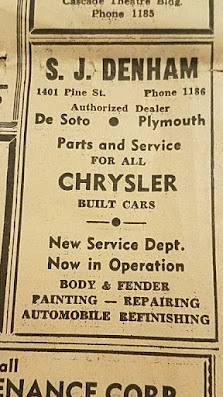 Cascade Theatre Bldg.
Phone 1185
S. J. DENHAM
1401 Pine St. Phone 1186
Authorized Dealer
De Soto ● Plymouth
Parts and Service
FOR ALL
CHRYSLER
BUILT CARS
New Service Dept.
Now in Operation
BODY & FENDER
PAINTING — REPAIRING
AUTOMOBILE REFINISHING
all
ENANCE CORP